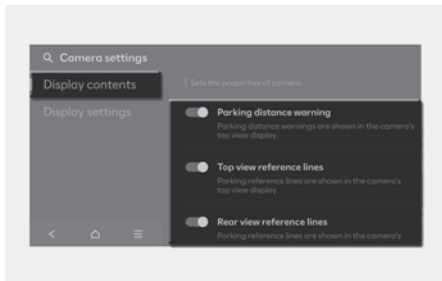 Camera settings
Display contents
Sets the properties of camera.
Display settings
Parking distance warning
Parking distance warnings are shown in the camera's
top view display.
Top view reference lines
Parking reference lines are shown in the camera's
top view display.
Rear view reference lines
Parking reference lines are shown in the camera's